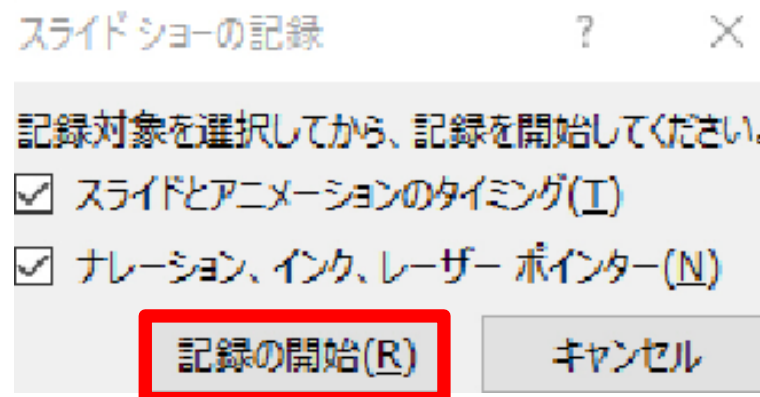 スライド ショーの記録 ? ×
記録対象を選択してから、記録を開始してください。
スライドとアニメーションのタイミング(T)
ナレーション、インク、レーザー ポインター(N)
記録の開始(R) キャンセル